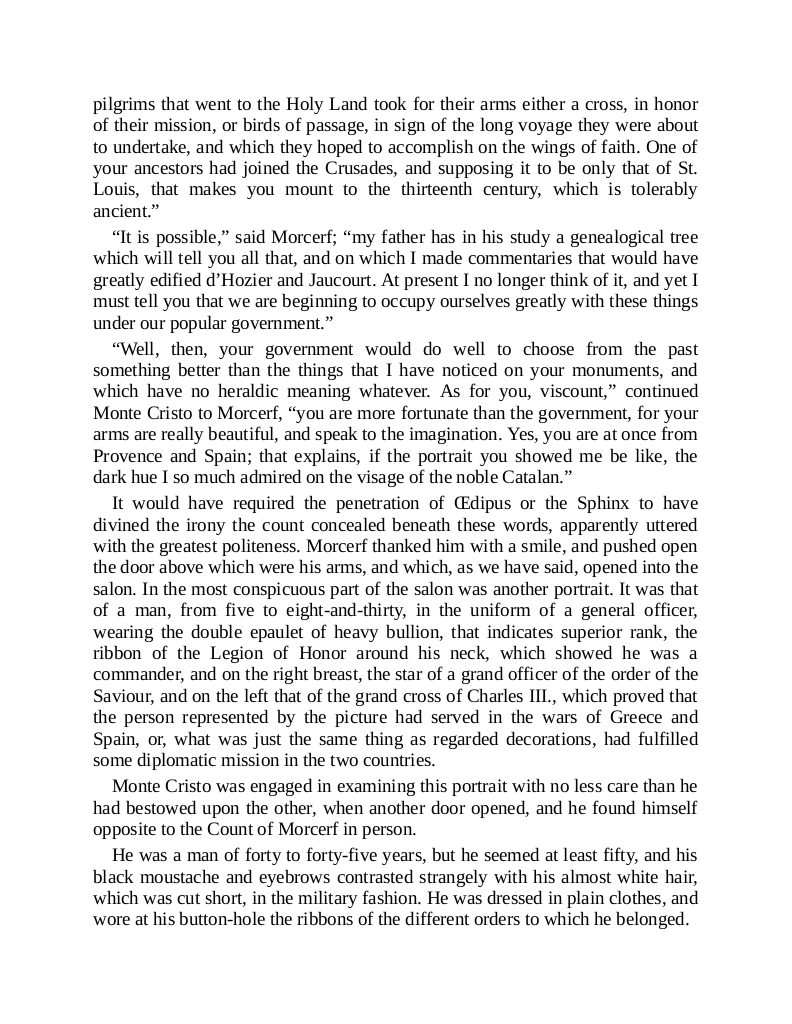 pilgrims that went to the Holy Land took for their arms either a cross, in honor
of their mission, or birds of passage, in sign of the long voyage they were about
to undertake, and which they hoped to accomplish on the wings of faith. One of
your ancestors had joined the Crusades, and supposing it to be only that of St.
Louis, that makes you mount to the thirteenth century, which is tolerably
ancient.”
“It is possible,” said Morcerf; “my father has in his study a genealogical tree
which will tell you all that, and on which I made commentaries that would have
greatly edified d’Hozier and Jaucourt. At present I no longer think of it, and yet I
must tell you that we are beginning to occupy ourselves greatly with these things
under our popular government.”
“Well, then, your government would do well to choose from the past
something better than the things that I have noticed on your monuments, and
which have no heraldic meaning whatever. As for you, viscount,” continued
Monte Cristo to Morcerf, “you are more fortunate than the government, for your
arms are really beautiful, and speak to the imagination. Yes, you are at once from
Provence and Spain; that explains, if the portrait you showed me be like, the
dark hue I so much admired on the visage of the noble Catalan.”
It would have required the penetration of Œdipus or the Sphinx to have
divined the irony the count concealed beneath these words, apparently uttered
with the greatest politeness. Morcerf thanked him with a smile, and pushed open
the door above which were his arms, and which, as we have said, opened into the
salon. In the most conspicuous part of the salon was another portrait. It was that
of a man, from five to eight-and-thirty, in the uniform of a general officer,
wearing the double epaulet of heavy bullion, that indicates superior rank, the
ribbon of the Legion of Honor around his neck, which showed he was a
commander, and on the right breast, the star of a grand officer of the order of the
Saviour, and on the left that of the grand cross of Charles III., which proved that
the person represented by the picture had served in the wars of Greece and
Spain, or, what was just the same thing as regarded decorations, had fulfilled
some diplomatic mission in the two countries.
Monte Cristo was engaged in examining this portrait with no less care than he
had bestowed upon the other, when another door opened, and he found himself
opposite to the Count of Morcerf in person.
He was a man of forty to forty-five years, but he seemed at least fifty, and his
black moustache and eyebrows contrasted strangely with his almost white hair,
which was cut short, in the military fashion. He was dressed in plain clothes, and
wore at his button-hole the ribbons of the different orders to which he belonged.